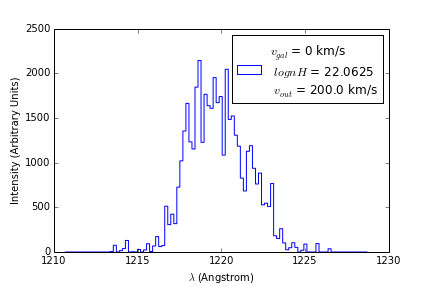 2500
2000
1500
1000
500
0
Intensity (Arbitrary Units)
v_gal = 0 km/s
lognH = 22.0625
v_out = 200.0 km/s
1210 1215 1220 1225 1230
λ (Angstrom)